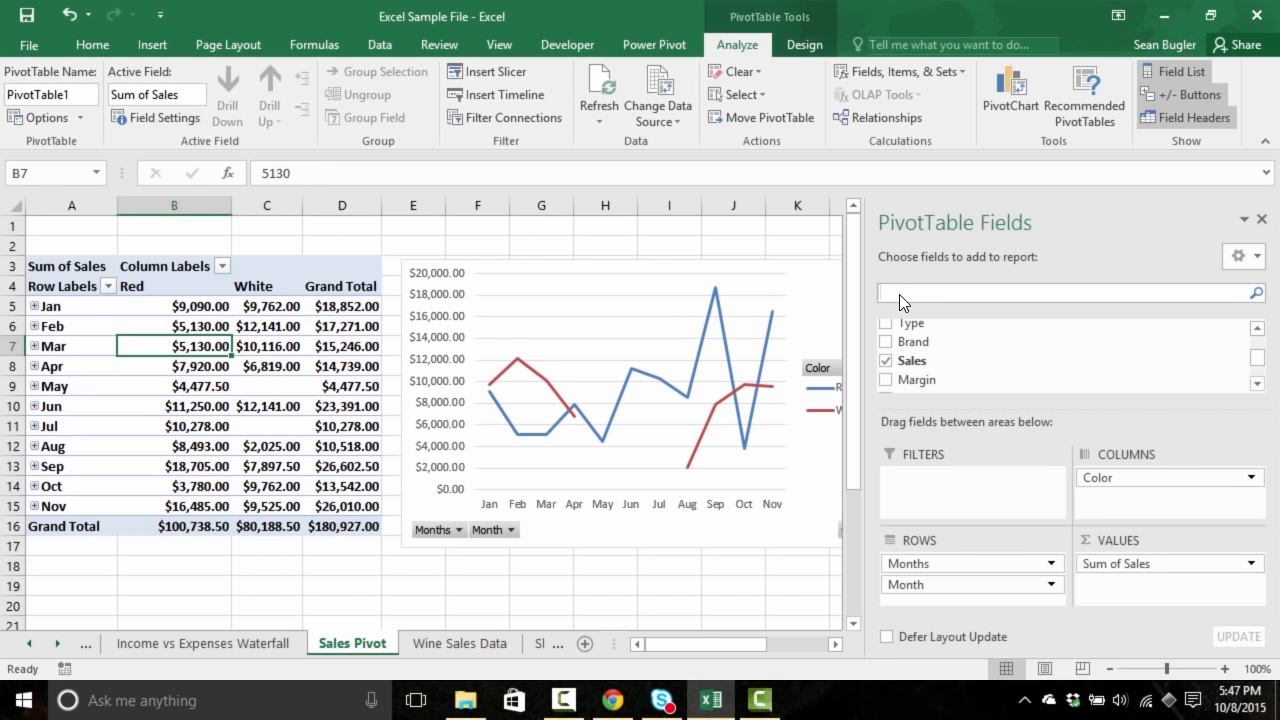 Excel Sample File - Excel
PivotTable Tools
File Home Insert Page Layout Formulas Data Review View Developer Power Pivot Analyze Design Tell me what you want to do... Sean Bugler Share
PivotTable Name:
PivotTable1
Options
PivotTable
Active Field:
Sum of Sales
Field Settings
Drill
Down
Drill
Up
Active Field
Group Selection
Ungroup
Group Field
Group
Insert Slicer
Insert Timeline
Filter Connections
Filter
Refresh
Change Data
Source
Data
Clear
Select
Move PivotTable
Actions
Fields, Items, & Sets
OLAP Tools
Relationships
Calculations
PivotChart
Recommended
PivotTables
Tools
Field List
+/- Buttons
Field Headers
Show
B7 fx 5130
A B C D E F G H I J K
1
2
3 Sum of Sales Column Labels
4 Row Labels Red White Grand Total
5 Jan $9,090.00 $9,762.00 $18,852.00
6 Feb $5,130.00 $12,141.00 $17,271.00
7 Mar $5,130.00 $10,116.00 $15,246.00
8 Apr $7,920.00 $6,819.00 $14,739.00
9 May $4,477.50 $4,477.50
10 Jun $11,250.00 $12,141.00 $23,391.00
11 Jul $10,278.00 $10,278.00
12 Aug $8,493.00 $2,025.00 $10,518.00
13 Sep $18,705.00 $7,897.50 $26,602.50
14 Oct $3,780.00 $9,762.00 $13,542.00
15 Nov $16,485.00 $9,525.00 $26,010.00
16 Grand Total $100,738.50 $80,188.50 $180,927.00
17
18
19
20
21
$20,000.00
$18,000.00
$16,000.00
$14,000.00
$12,000.00
$10,000.00
$8,000.00
$6,000.00
$4,000.00
$2,000.00
$0.00
Jan Feb Mar Apr May Jun Jul Aug Sep Oct Nov
Color
Months Month
PivotTable Fields
Choose fields to add to report:
Type
Brand
Sales
Margin
Drag fields between areas below:
FILTERS
COLUMNS
Color
ROWS
Months
Month
Σ VALUES
Sum of Sales
Defer Layout Update UPDATE
... Income vs Expenses Waterfall Sales Pivot Wine Sales Data Sl ...
Ready 100%
Ask me anything
5:47 PM
10/8/2015